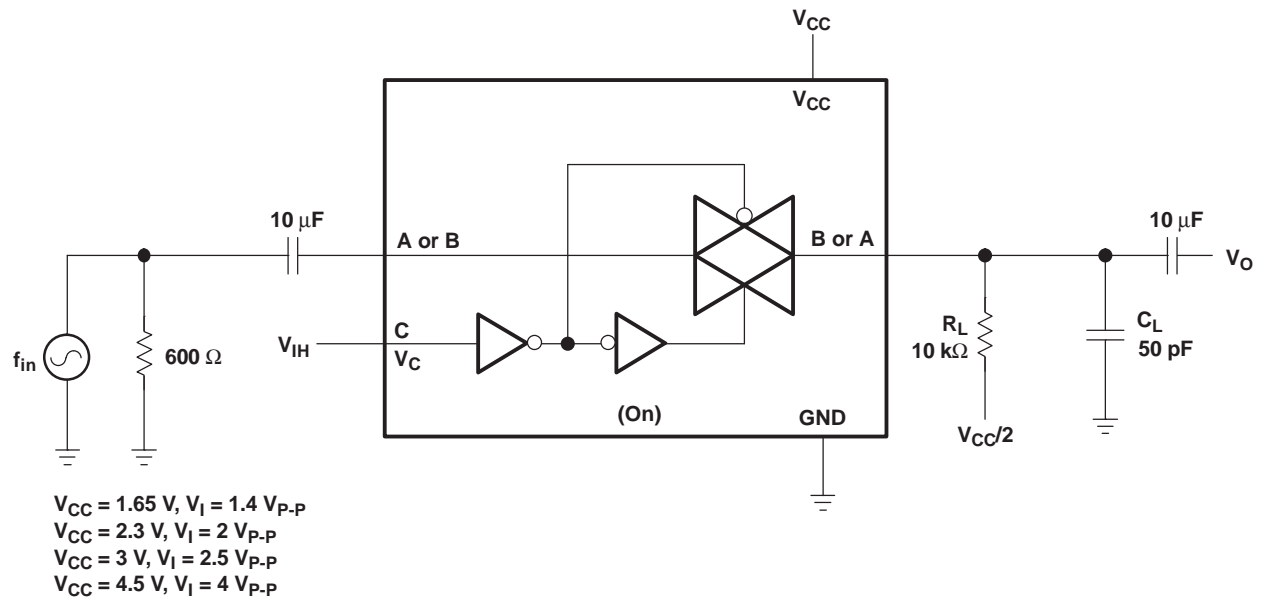 VCC
VCC
10 μF
A or B
B or A
10 μF
VO
fin
600 Ω
VIH
C
VC
RL
10 kΩ
CL
50 pF
(On)
GND
VCC/2
VCC = 1.65 V, VI = 1.4 VP-P
VCC = 2.3 V, VI = 2 VP-P
VCC = 3 V, VI = 2.5 VP-P
VCC = 4.5 V, VI = 4 VP-P